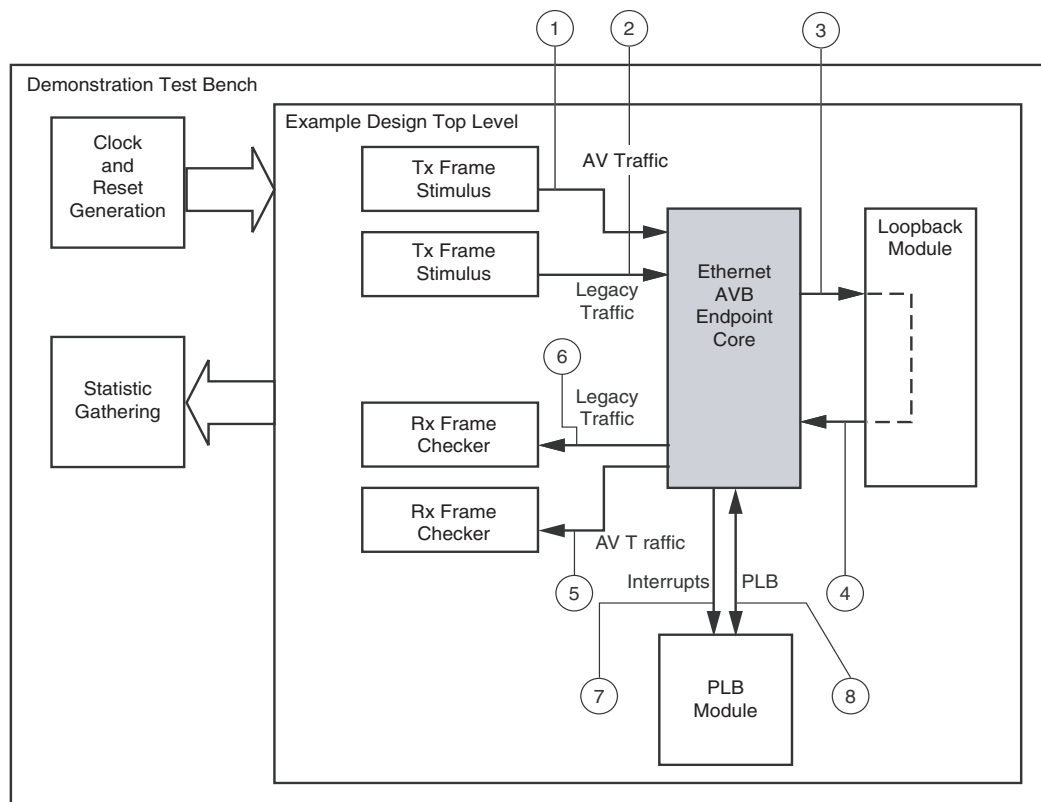 1
2
3
Demonstration Test Bench
Clock
and
Reset
Generation
Example Design Top Level
Tx Frame
Stimulus
AV Traffic
Tx Frame
Stimulus
Legacy
Traffic
Ethernet
AVB
Endpoint
Core
Loopback
Module
Statistic
Gathering
6
Legacy
Traffic
Rx Frame
Checker
Rx Frame
Checker
AV T raffic
5
Interrupts
PLB
4
7
PLB
Module
8